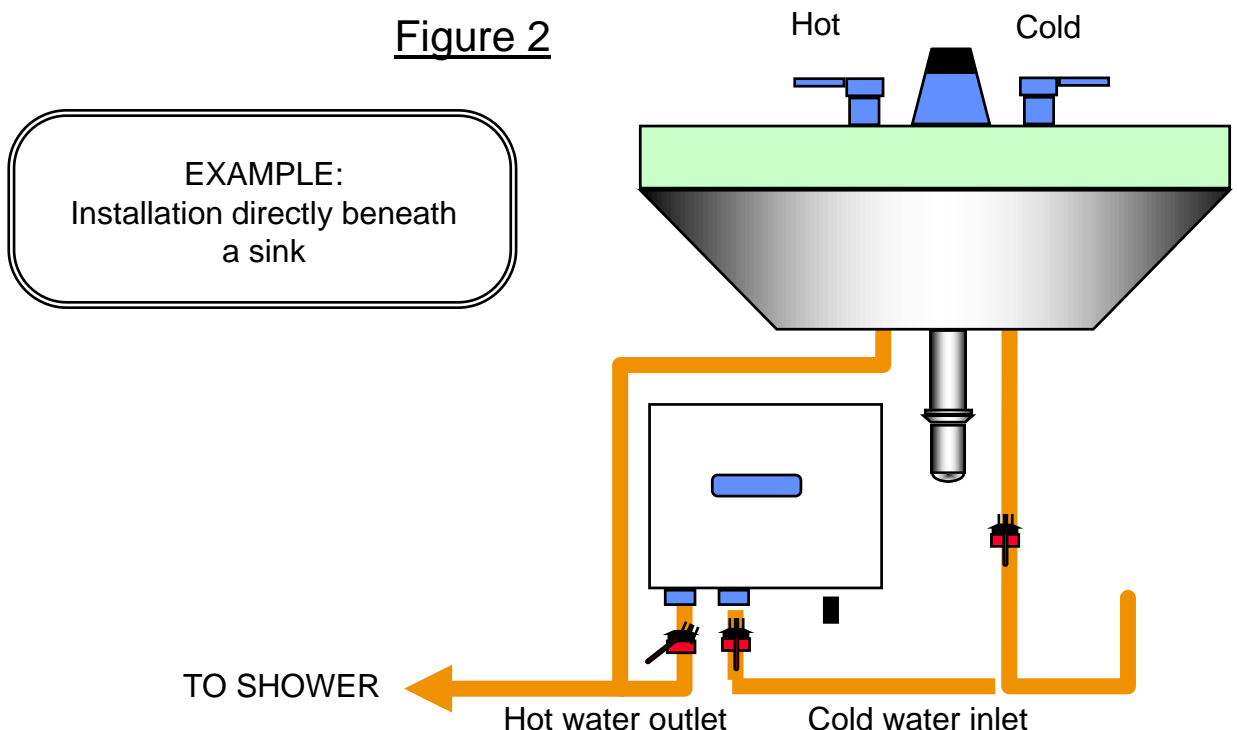 Figure 2
Hot
Cold
EXAMPLE:
Installation directly beneath
a sink
TO SHOWER
Hot water outlet
Cold water inlet